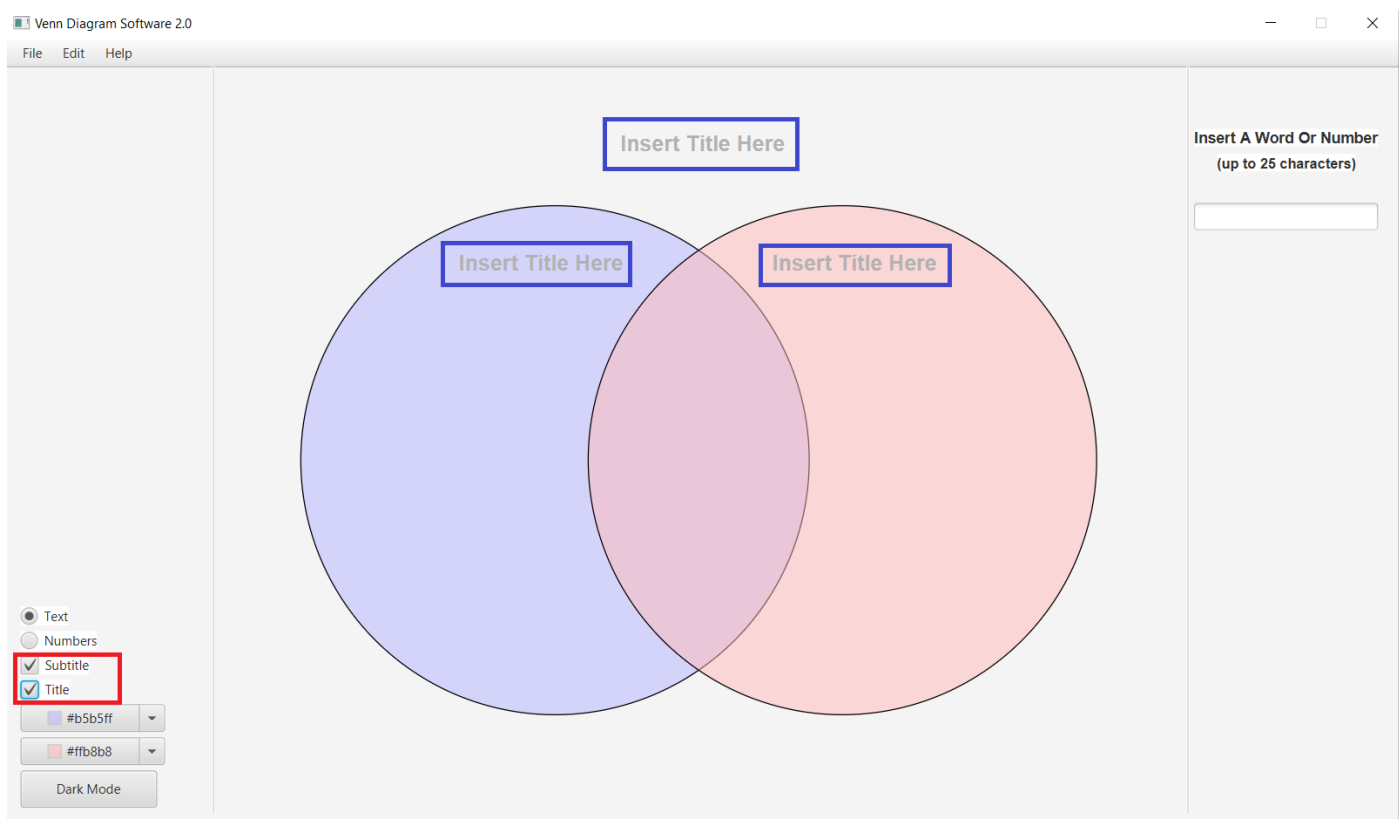 Venn Diagram Software 2.0
File Edit Help
Insert Title Here
Insert A Word Or Number
(up to 25 characters)
Insert Title Here
Insert Title Here
Text
Numbers
Subtitle
Title
#b5b5ff
#ffb8b8
Dark Mode